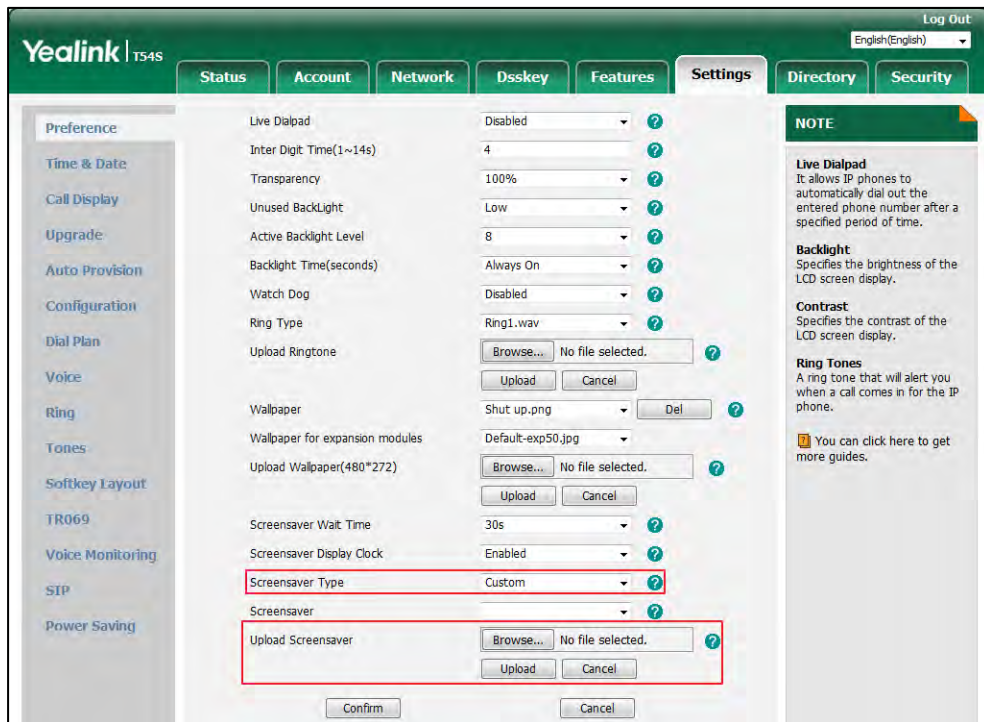 Log Out
Yealink | T54S
English(English)
Status Account Network Dsskey Features Settings Directory Security
Preference
Time & Date
Call Display
Upgrade
Auto Provision
Configuration
Dial Plan
Voice
Ring
Tones
Softkey Layout
TR069
Voice Monitoring
SIP
Power Saving
Live Dialpad Disabled ?
Inter Digit Time(1~14s) 4 ?
Transparency 100% ?
Unused BackLight Low ?
Active Backlight Level 8 ?
Backlight Time(seconds) Always On ?
Watch Dog Disabled ?
Ring Type Ring1.wav ?
Upload Ringtone Browse... No file selected. ?
Upload Cancel
Wallpaper Shut up.png Del ?
Wallpaper for expansion modules Default-exp50.jpg
Upload Wallpaper(480*272) Browse... No file selected. ?
Upload Cancel
Screensaver Wait Time 30s ?
Screensaver Display Clock Enabled ?
Screensaver Type Custom ?
Screensaver ?
Upload Screensaver Browse... No file selected. ?
Upload Cancel
Confirm Cancel
NOTE
Live Dialpad
It allows IP phones to
automatically dial out the
entered phone number after a
specified period of time.
Backlight
Specifies the brightness of the
LCD screen display.
Contrast
Specifies the contrast of the
LCD screen display.
Ring Tones
A ring tone that will alert you
when a call comes in for the IP
phone.
? You can click here to get
more guides.